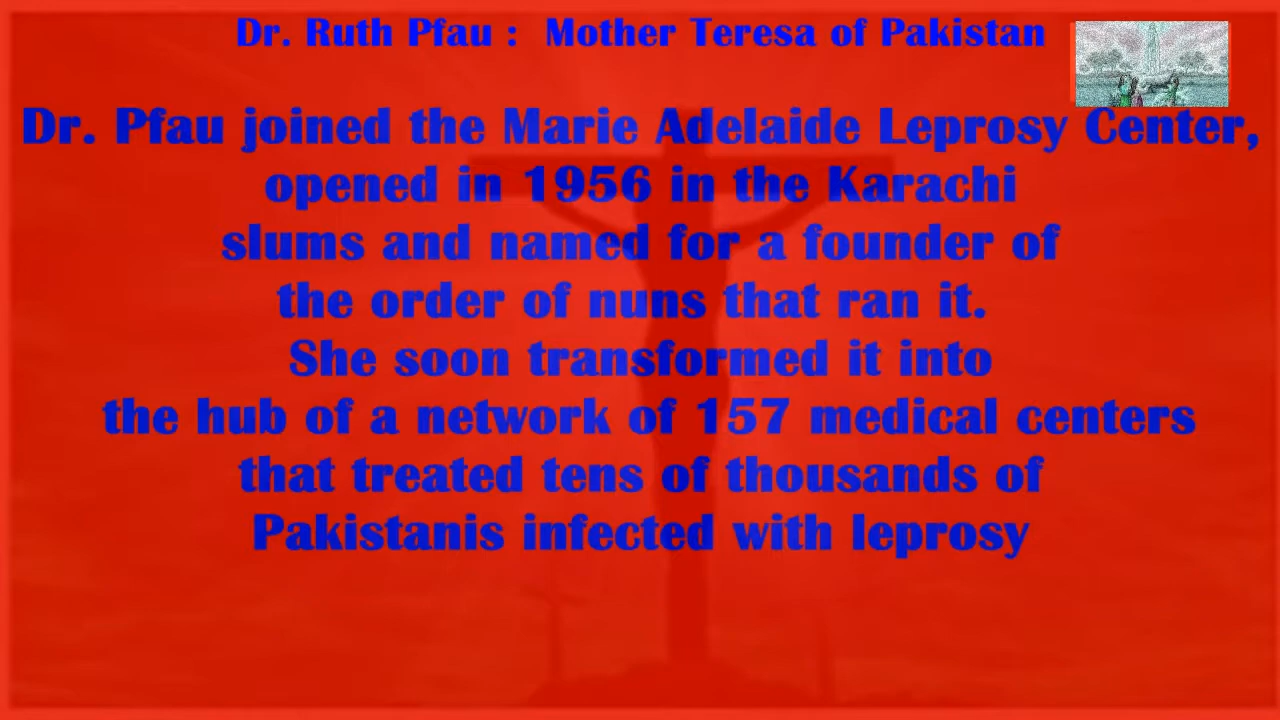 Dr. Ruth Pfau : Mother Teresa of Pakistan
Dr. Pfau joined the Marie Adelaide Leprosy Center,
opened in 1956 in the Karachi
slums and named for a founder of
the order of nuns that ran it.
She soon transformed it into
the hub of a network of 157 medical centers
that treated tens of thousands of
Pakistanis infected with leprosy